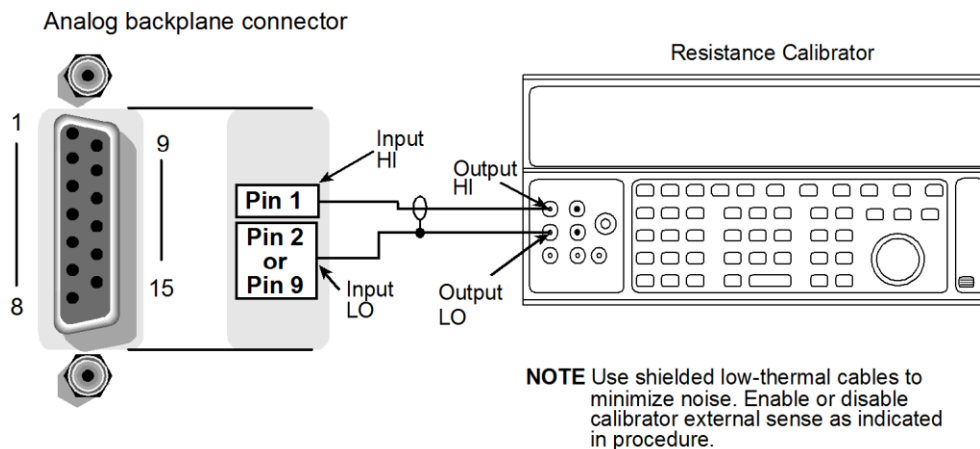 Analog backplane connector
Resistance Calibrator
1
9
8
15
Input
HI
Pin 1
Pin 2
or
Pin 9
Input
LO
Output
HI
Output
LO
NOTE Use shielded low-thermal cables to
minimize noise. Enable or disable
calibrator external sense as indicated
in procedure.